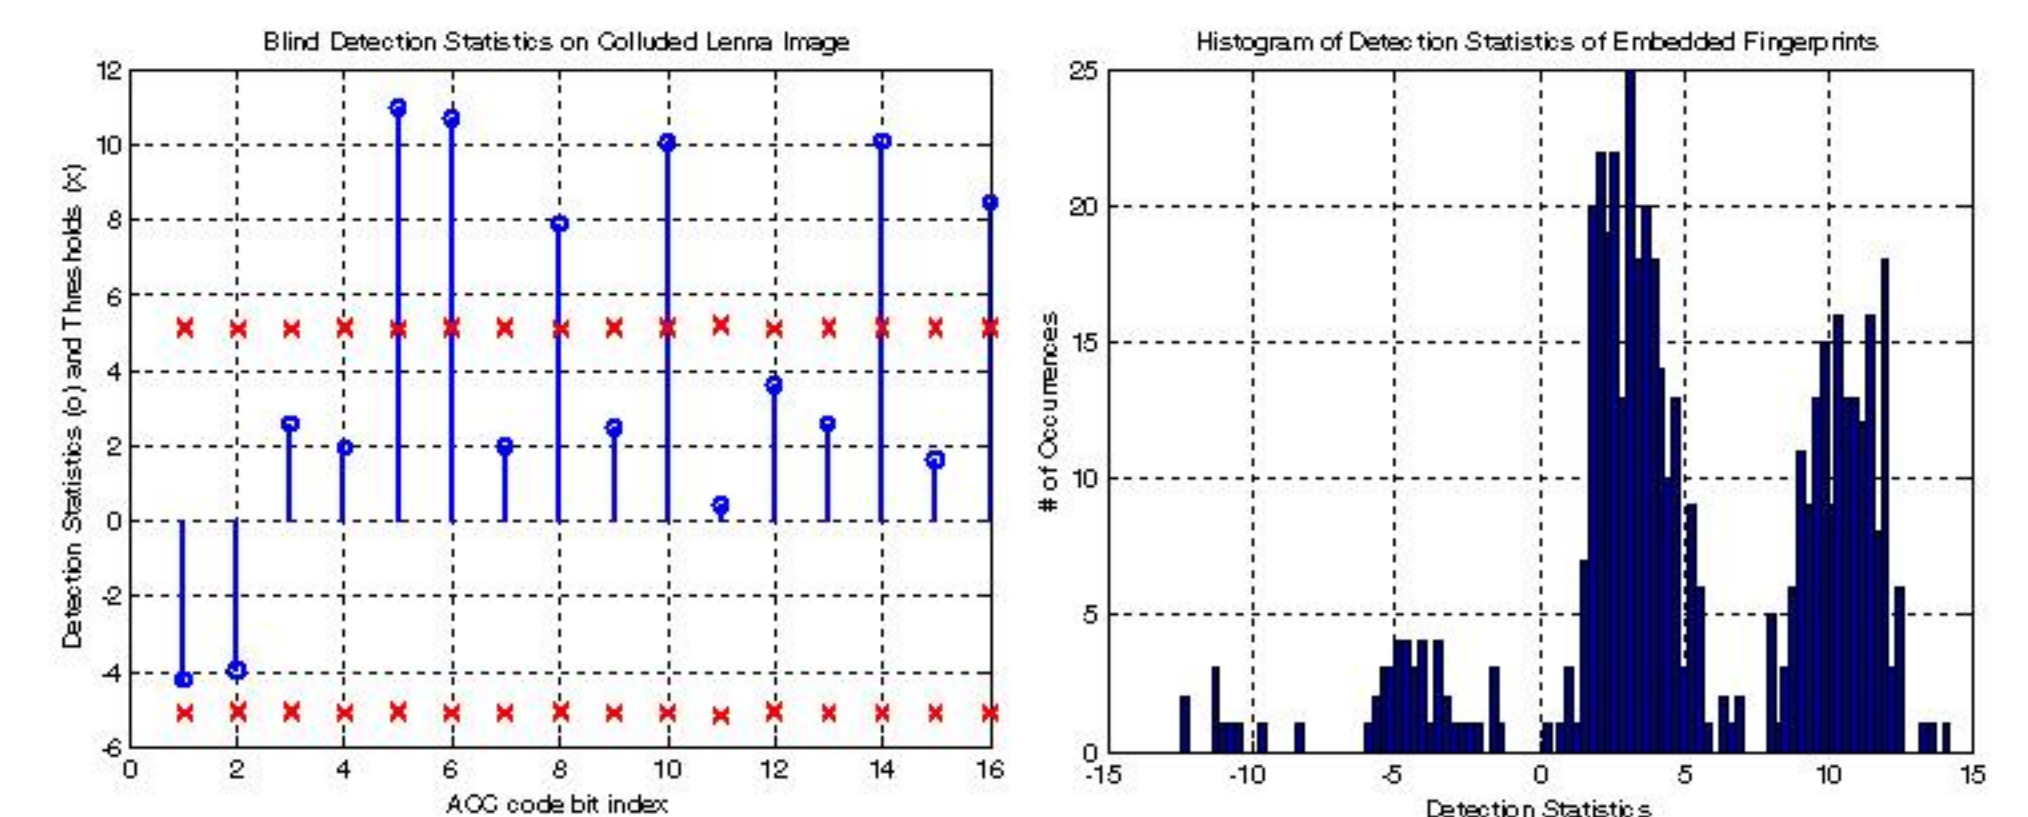 Blind Detection Statistics on Colluded Lenna Image
Detection Statistics (o) and Thresholds (x)
12
10
8
6
4
2
0
-2
-4
-6
0 2 4 6 8 10 12 14 16
ACC code bit index
Histogram of Detection Statistics of Embedded Fingerprints
# of Occurrences
25
20
15
10
5
0
-15 -10 -5 0 5 10 15
Detection Statistics